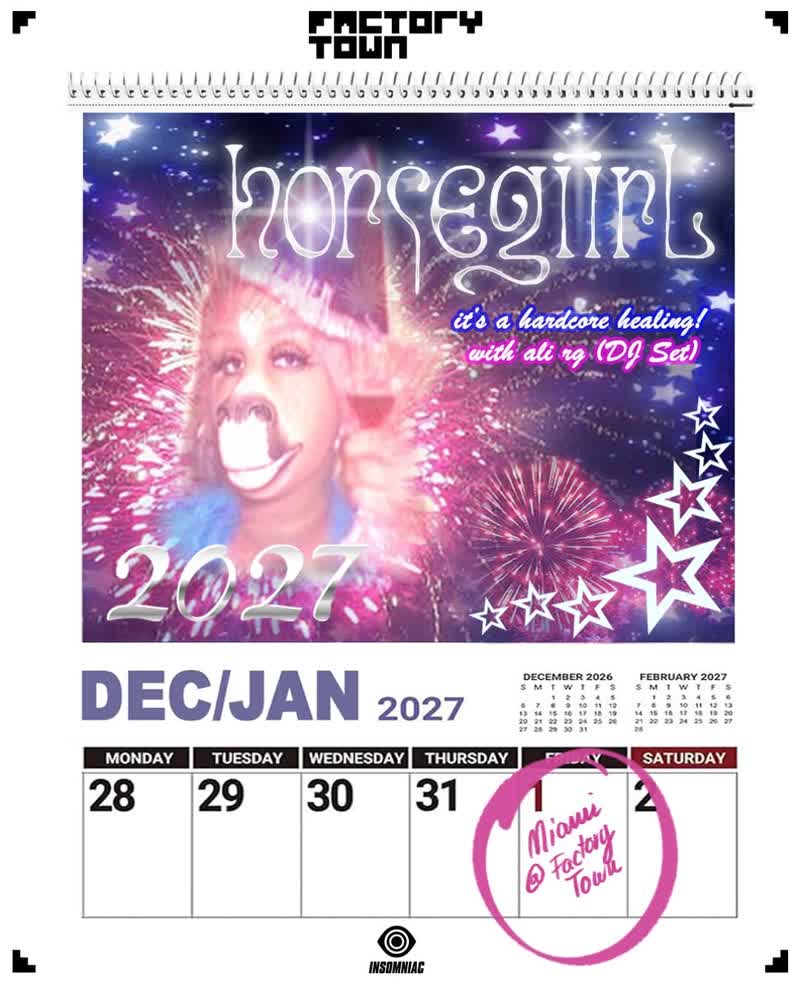 FACTORY
TOWN
horsegiirL
it's a hardcore healing!
with ali rg (DJ Set)
2027
DEC/JAN 2027
DECEMBER 2026
S M T W T F S
1 2 3 4 5
6 7 8 9 10 11 12
13 14 15 16 17 18 19
20 21 22 23 24 25 26
27 28 29 30 31
FEBRUARY 2027
S M T W T F S
1 2 3 4 5 6
7 8 9 10 11 12 13
14 15 16 17 18 19 20
21 22 23 24 25 26 27
28
MONDAY TUESDAY WEDNESDAY THURSDAY FRIDAY SATURDAY
28 29 30 31 1 2
Miami
@ Factory
Town
INSOMNIAC